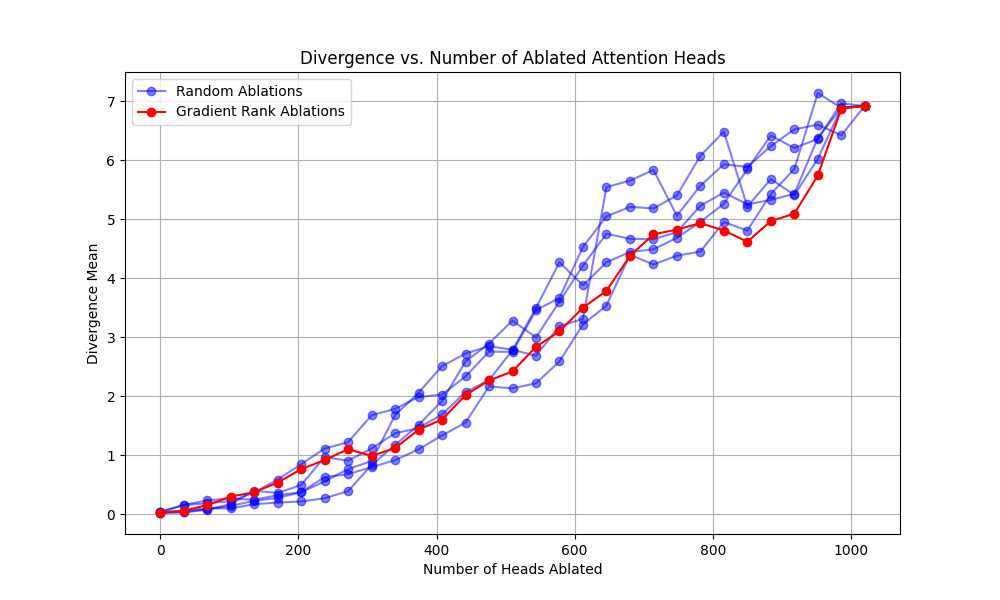 Divergence vs. Number of Ablated Attention Heads
Random Ablations
Gradient Rank Ablations
7
6
5
4
3
2
1
0
Divergence Mean
0 200 400 600 800 1000
Number of Heads Ablated